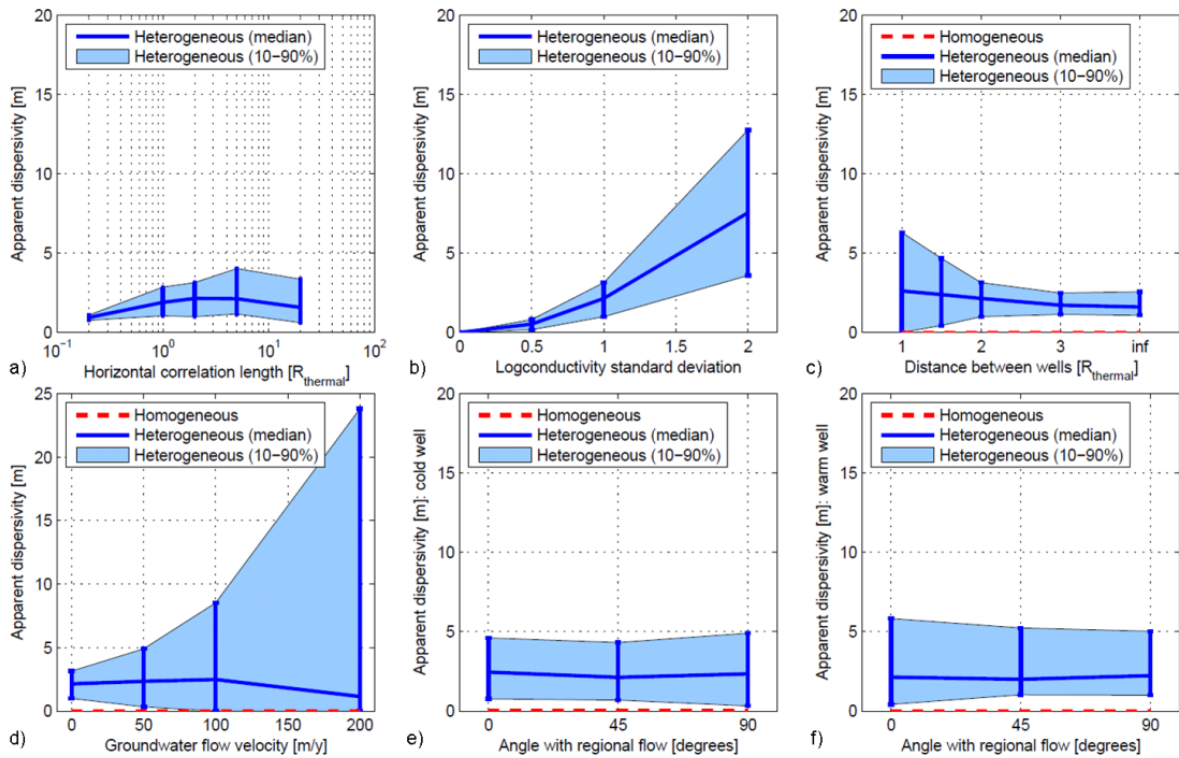 20
15
10
5
0
Apparent dispersivity [m]
Heterogeneous (median)
Heterogeneous (10−90%)
10^-1 10^0 10^1 10^2
a) Horizontal correlation length [R_thermal]
20
15
10
5
0
Apparent dispersivity [m]
Heterogeneous (median)
Heterogeneous (10−90%)
0 0.5 1 1.5 2
b) Logconductivity standard deviation
20
15
10
5
0
Apparent dispersivity [m]
Homogeneous
Heterogeneous (median)
Heterogeneous (10−90%)
1 2 3 inf
c) Distance between wells [R_thermal]
25
20
15
10
5
0
Apparent dispersivity [m]
Homogeneous
Heterogeneous (median)
Heterogeneous (10−90%)
0 50 100 150 200
d) Groundwater flow velocity [m/y]
20
15
10
5
0
Apparent dispersivity [m]: cold well
Homogeneous
Heterogeneous (median)
Heterogeneous (10−90%)
0 45 90
e) Angle with regional flow [degrees]
20
15
10
5
0
Apparent dispersivity [m]: warm well
Homogeneous
Heterogeneous (median)
Heterogeneous (10−90%)
0 45 90
f) Angle with regional flow [degrees]